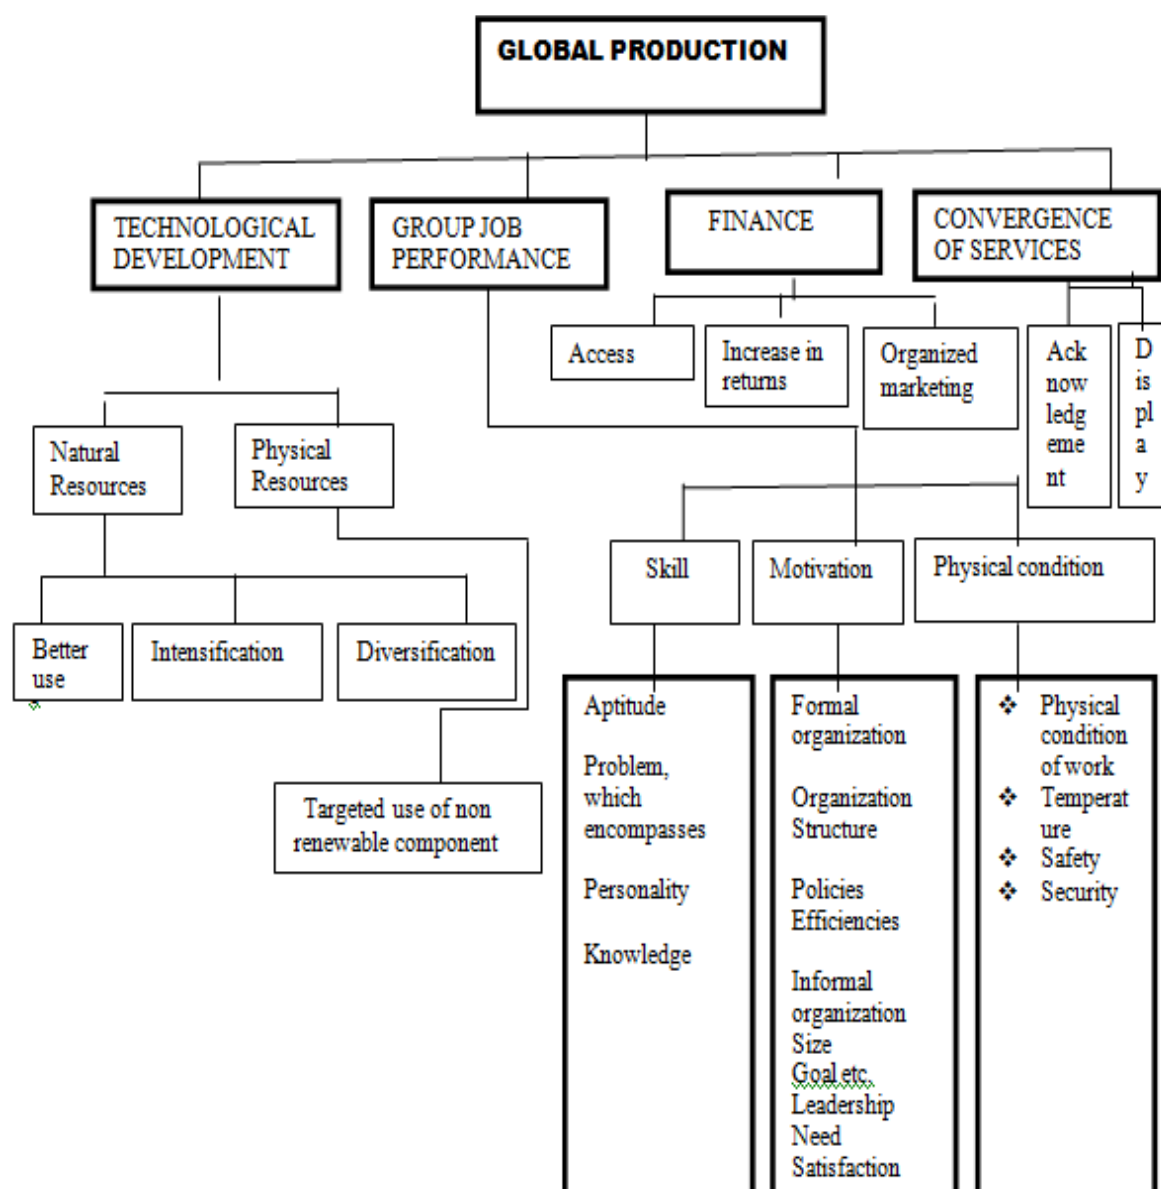 GLOBAL PRODUCTION
TECHNOLOGICAL
DEVELOPMENT
GROUP JOB
PERFORMANCE
FINANCE
CONVERGENCE
OF SERVICES
Access
Increase in
returns
Organized
marketing
Ack
now
ledg
eme
nt
D
is
pl
a
y
Natural
Resources
Physical
Resources
Skill
Motivation
Physical condition
Better
use
Intensification
Diversification
Targeted use of non
renewable component
Aptitude
Problem,
which
encompasses
Personality
Knowledge
Formal
organization
Organization
Structure
Policies
Efficiencies
Informal
organization
Size
Goal etc.
Leadership
Need
Satisfaction
❖ Physical
condition
of work
❖ Temperat
ure
❖ Safety
❖ Security